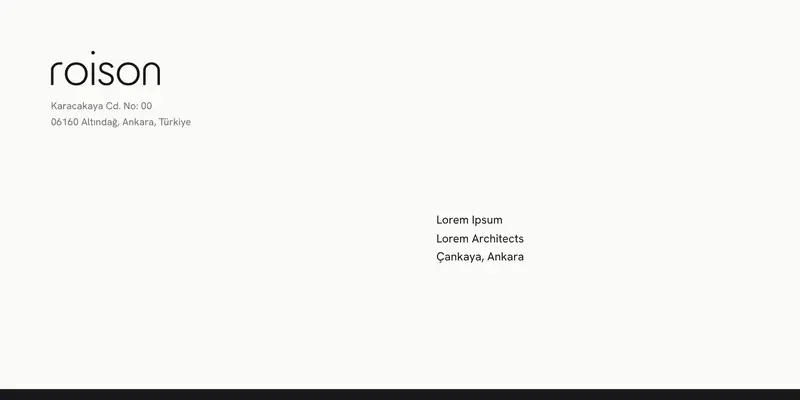 roison
Karacakaya Cd. No: 00
06160 Altındağ, Ankara, Türkiye
Lorem Ipsum
Lorem Architects
Çankaya, Ankara